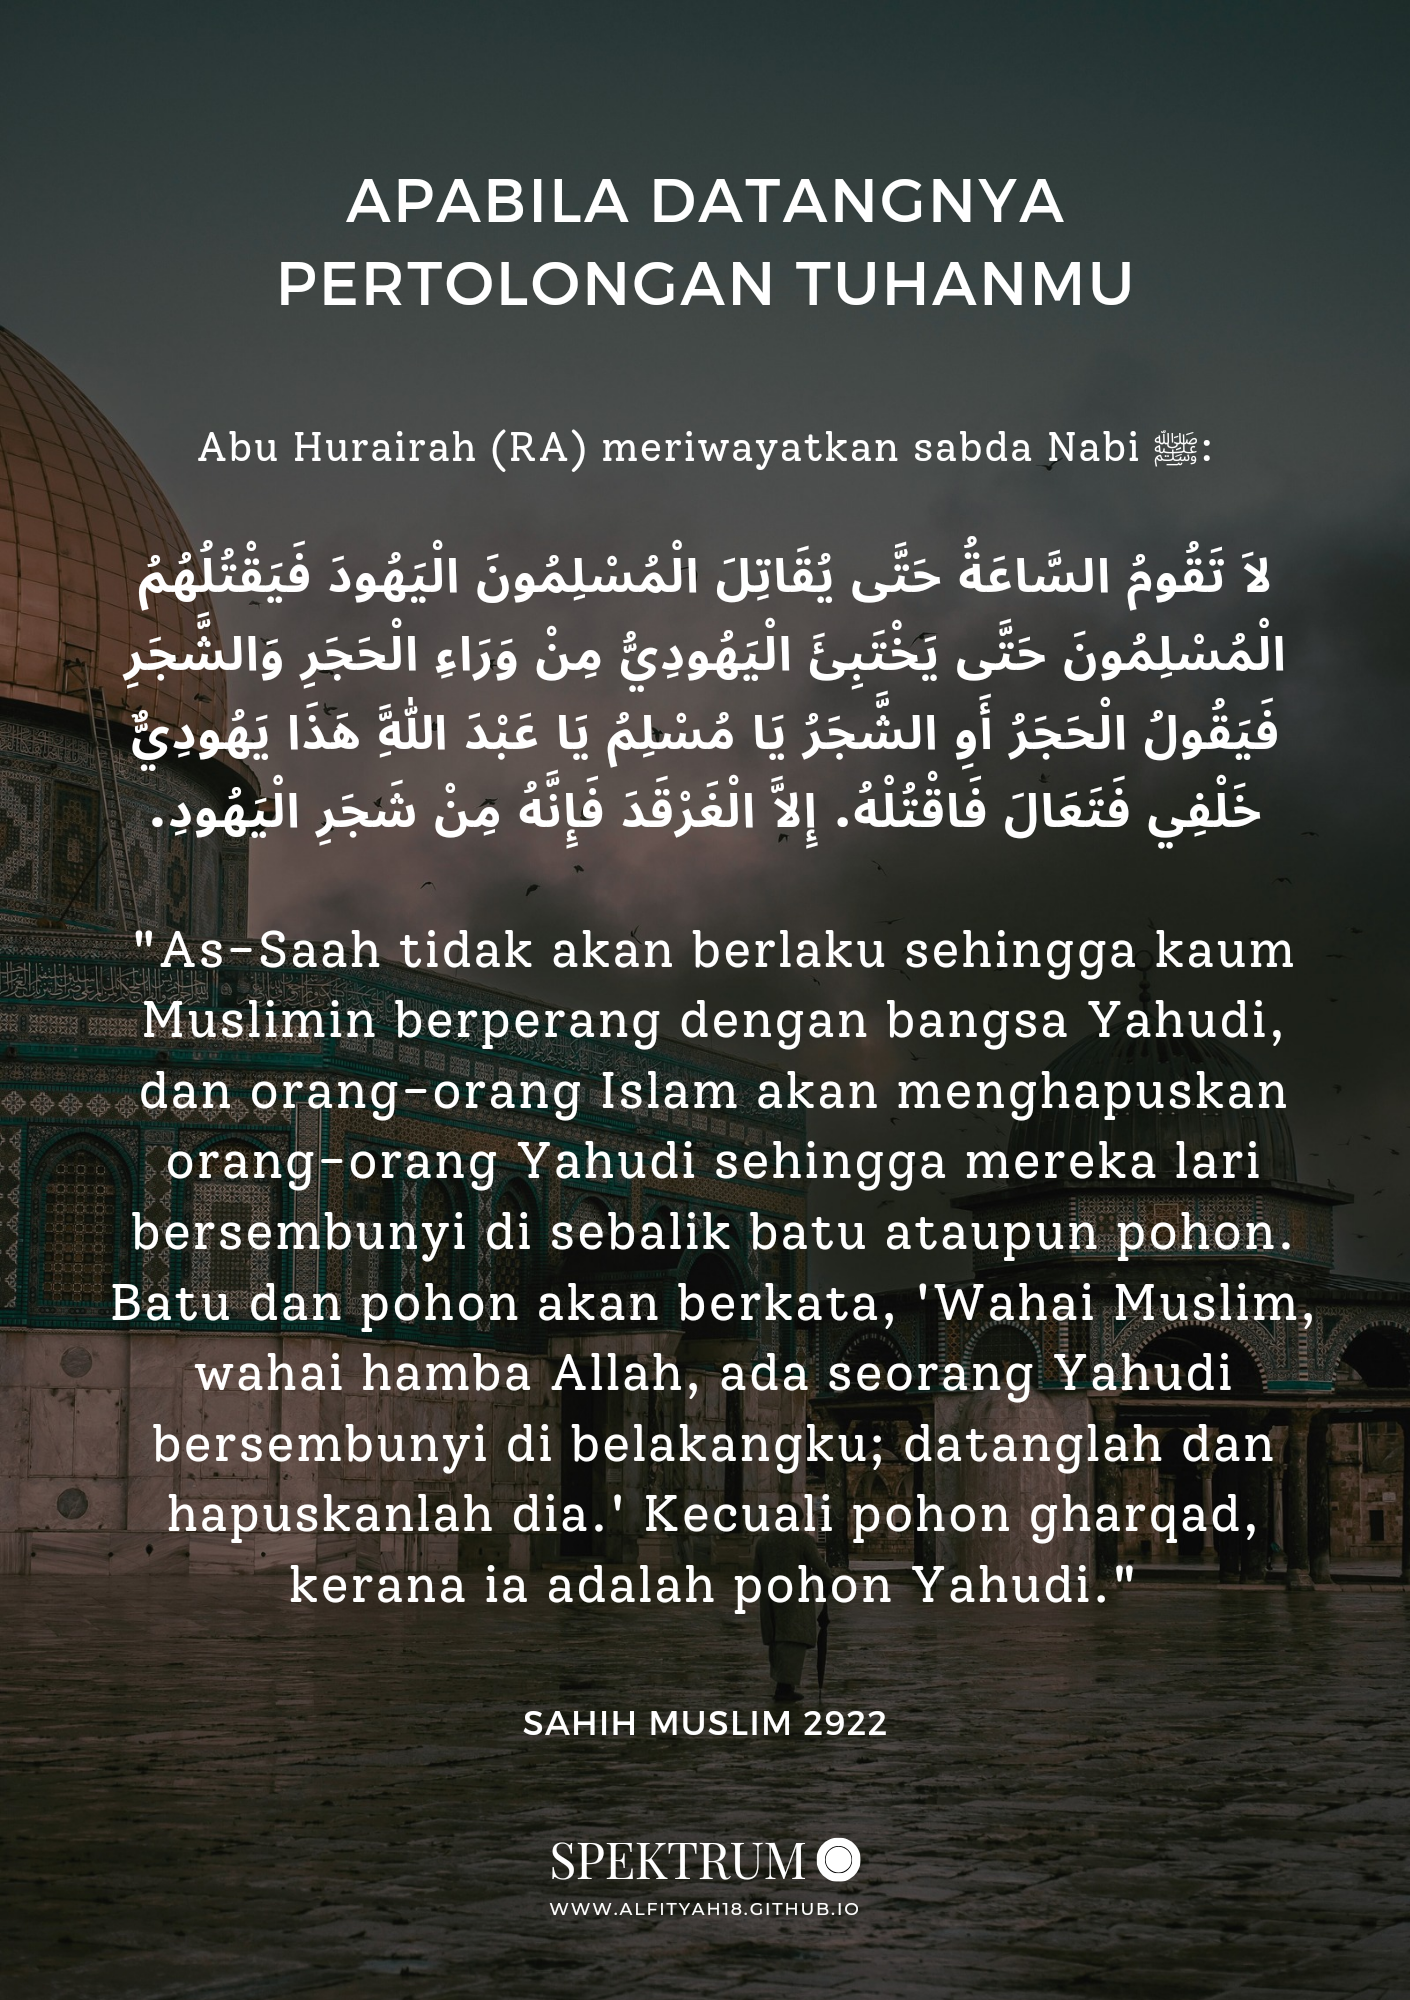 APABILA DATANGNYA
PERTOLONGAN TUHANMU
Abu Hurairah (RA) meriwayatkan sabda Nabi ﷺ:
لاَ تَقُومُ السَّاعَةُ حَتَّى يُقَاتِلَ الْمُسْلِمُونَ الْيَهُودَ فَيَقْتُلُهُمُ
الْمُسْلِمُونَ حَتَّى يَخْتَبِئَ الْيَهُودِيُّ مِنْ وَرَاءِ الْحَجَرِ وَالشَّجَرِ
فَيَقُولُ الْحَجَرُ أَوِ الشَّجَرُ يَا مُسْلِمُ يَا عَبْدَ اللَّهِ هَذَا يَهُودِيٌّ
خَلْفِي فَتَعَالَ فَاقْتُلْهُ. إِلاَّ الْغَرْقَدَ فَإِنَّهُ مِنْ شَجَرِ الْيَهُودِ.
"As-Saah tidak akan berlaku sehingga kaum
Muslimin berperang dengan bangsa Yahudi,
dan orang-orang Islam akan menghapuskan
orang-orang Yahudi sehingga mereka lari
bersembunyi di sebalik batu ataupun pohon.
Batu dan pohon akan berkata, 'Wahai Muslim,
wahai hamba Allah, ada seorang Yahudi
bersembunyi di belakangku; datanglah dan
hapuskanlah dia.' Kecuali pohon gharqad,
kerana ia adalah pohon Yahudi."
SAHIH MUSLIM 2922
SPEKTRUM
WWW.ALFITYAH18.GITHUB.IO